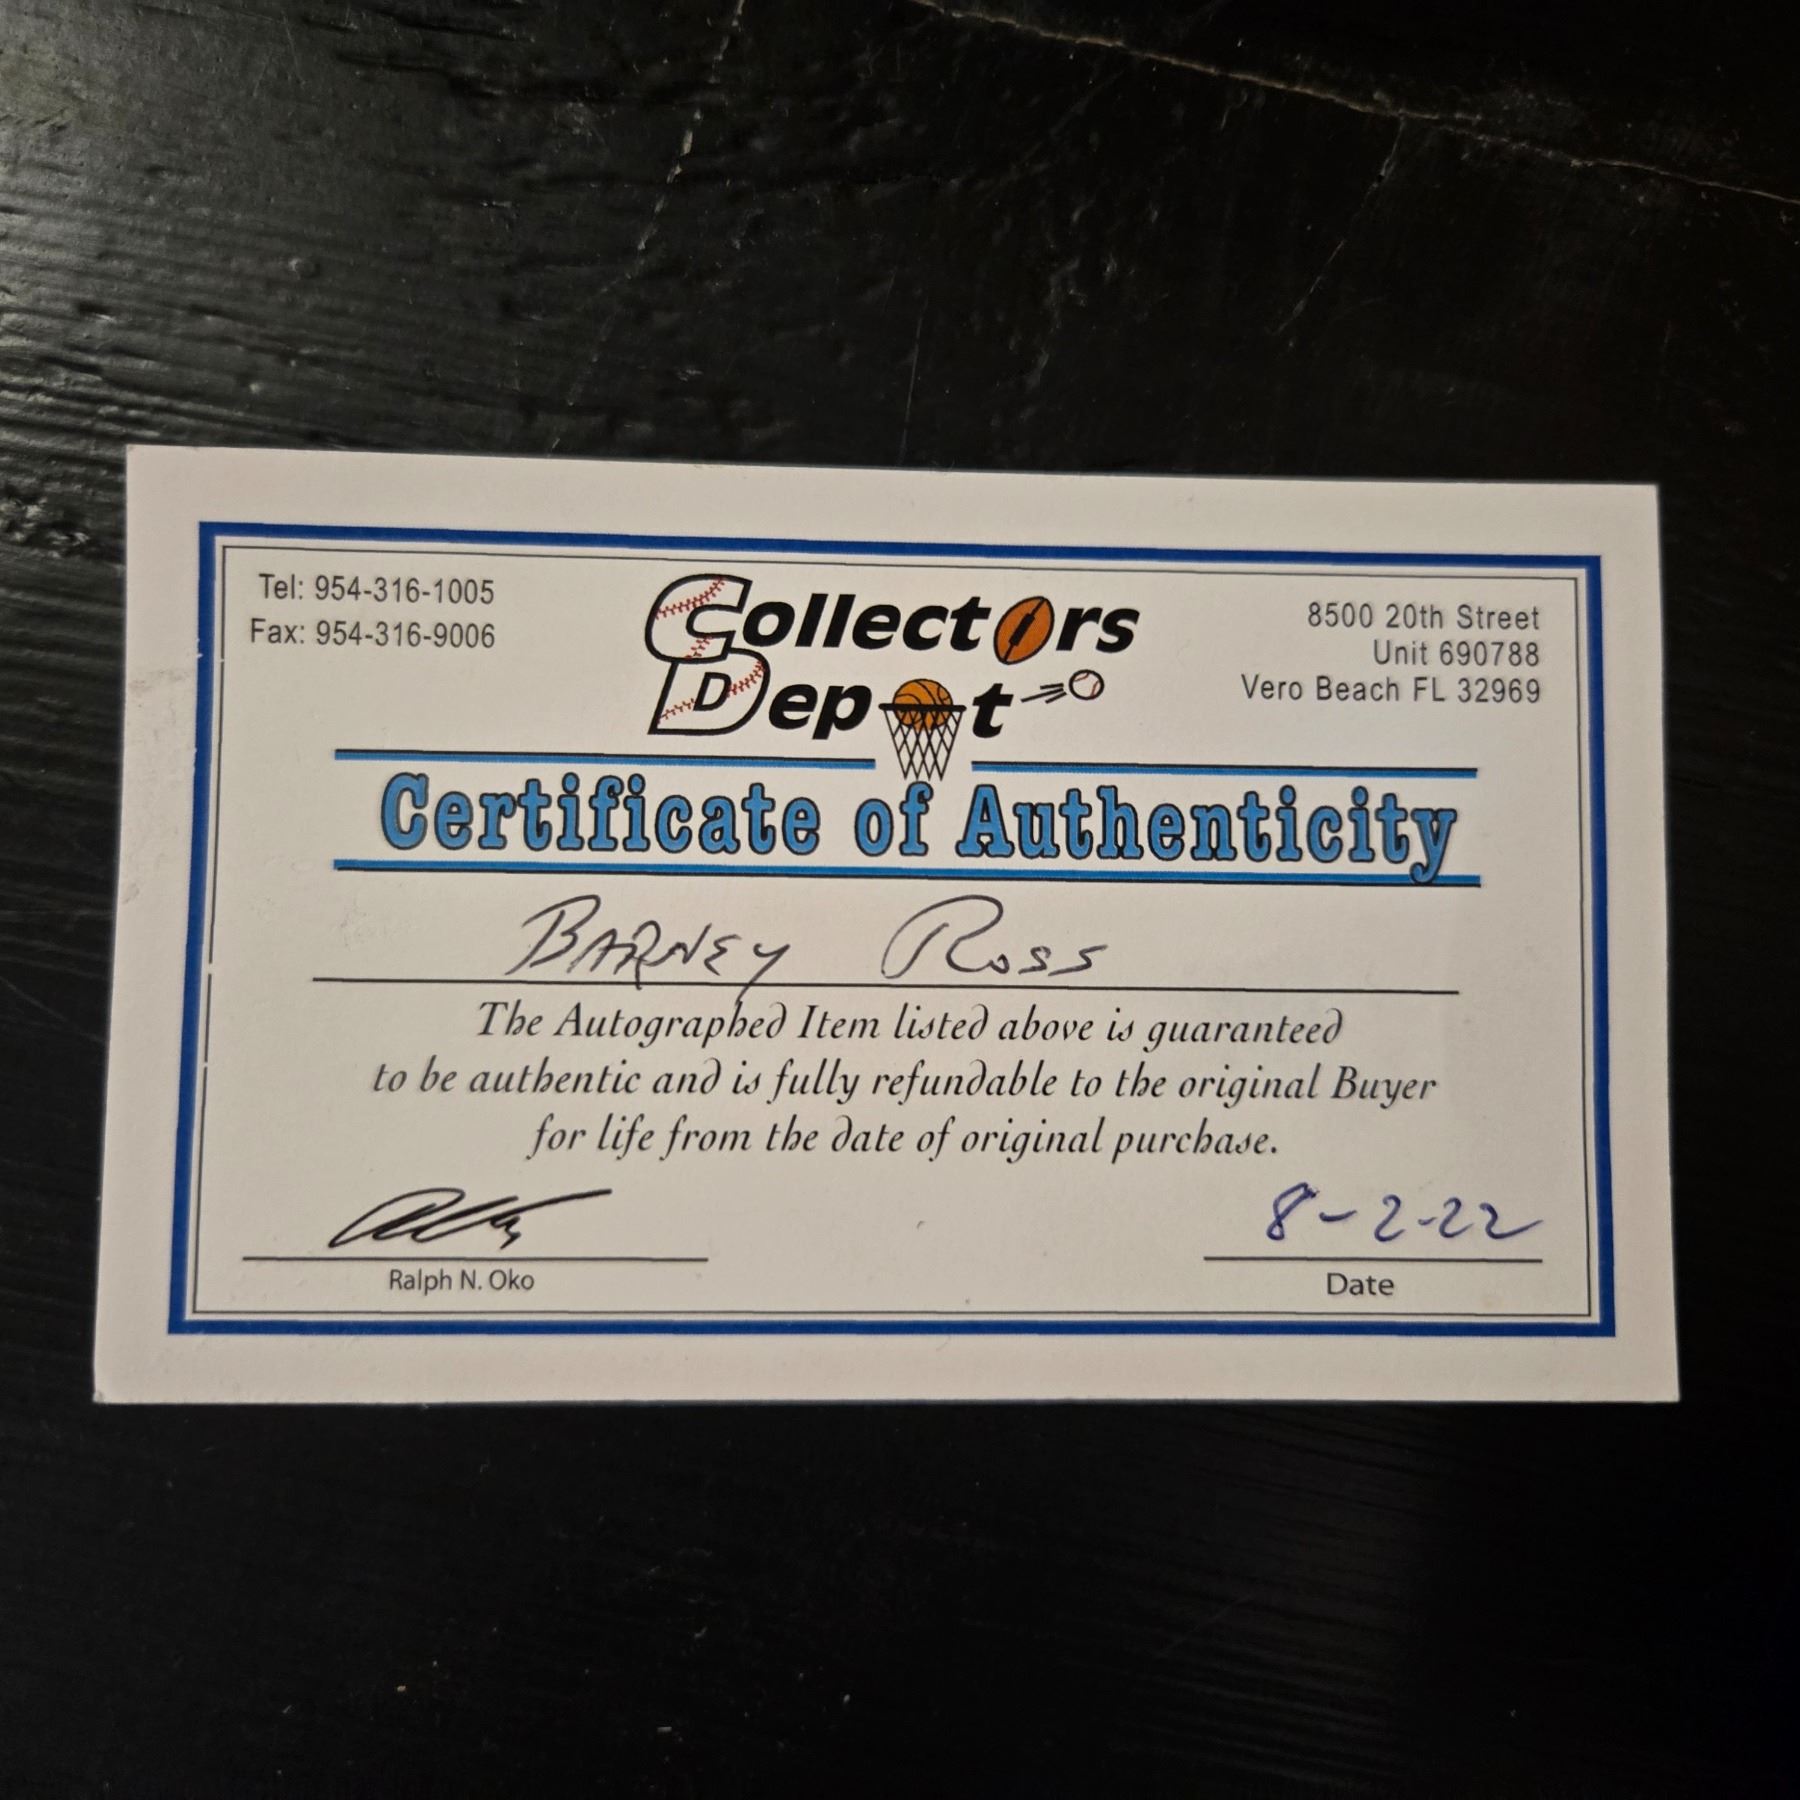 Tel: 954-316-1005
Fax: 954-316-9006
Collectors
Depot
8500 20th Street
Unit 690788
Vero Beach FL 32969
Certificate of Authenticity
BARNEY ROSS
The Autographed Item listed above is guaranteed
to be authentic and is fully refundable to the original Buyer
for life from the date of original purchase.
8-2-22
Ralph N. Oko
Date